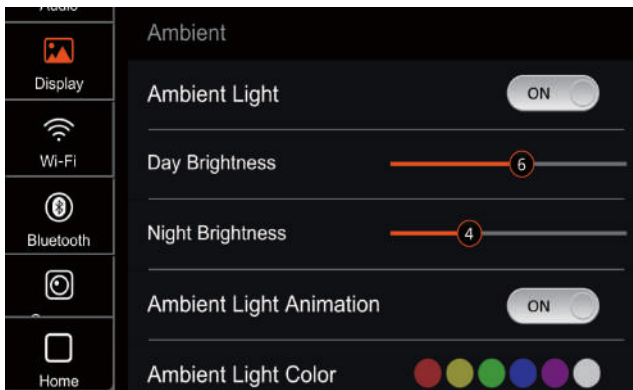 Audio
Display
Wi-Fi
Bluetooth
Home
Ambient
Ambient Light
ON
Day Brightness
6
Night Brightness
4
Ambient Light Animation
ON
Ambient Light Color